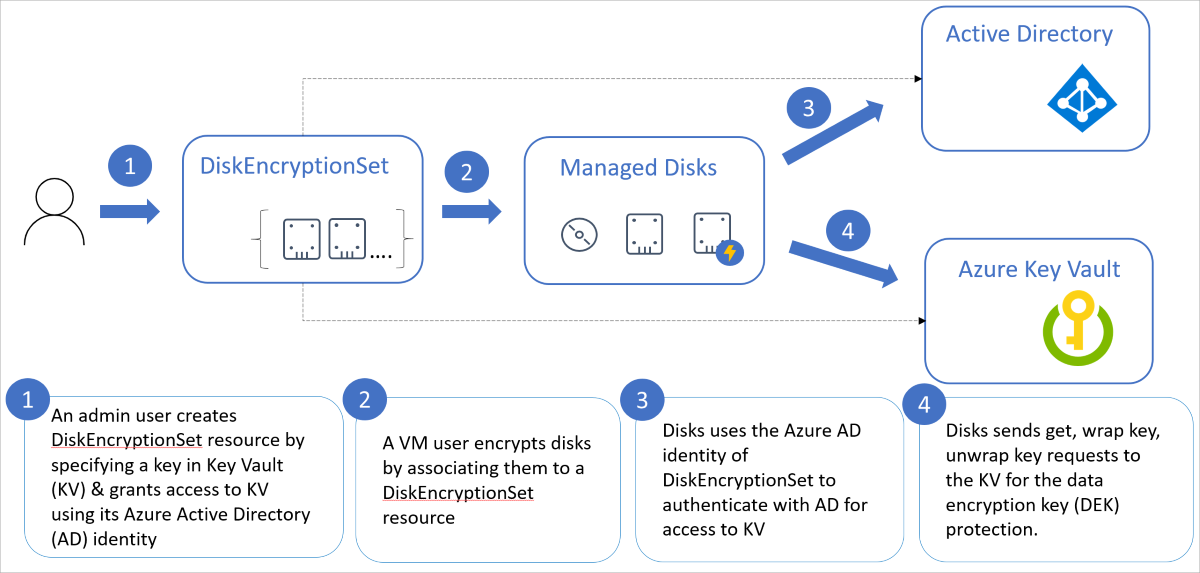 Active Directory
3
1
DiskEncryptionSet
2
Managed Disks
....
4
Azure Key Vault
1
An admin user creates
DiskEncryptionSet resource by
specifying a key in Key Vault
(KV) & grants access to KV
using its Azure Active Directory
(AD) identity
2
A VM user encrypts disks
by associating them to a
DiskEncryptionSet
resource
3
Disks uses the Azure AD
identity of
DiskEncryptionSet to
authenticate with AD for
access to KV
4
Disks sends get, wrap key,
unwrap key requests to
the KV for the data
encryption key (DEK)
protection.